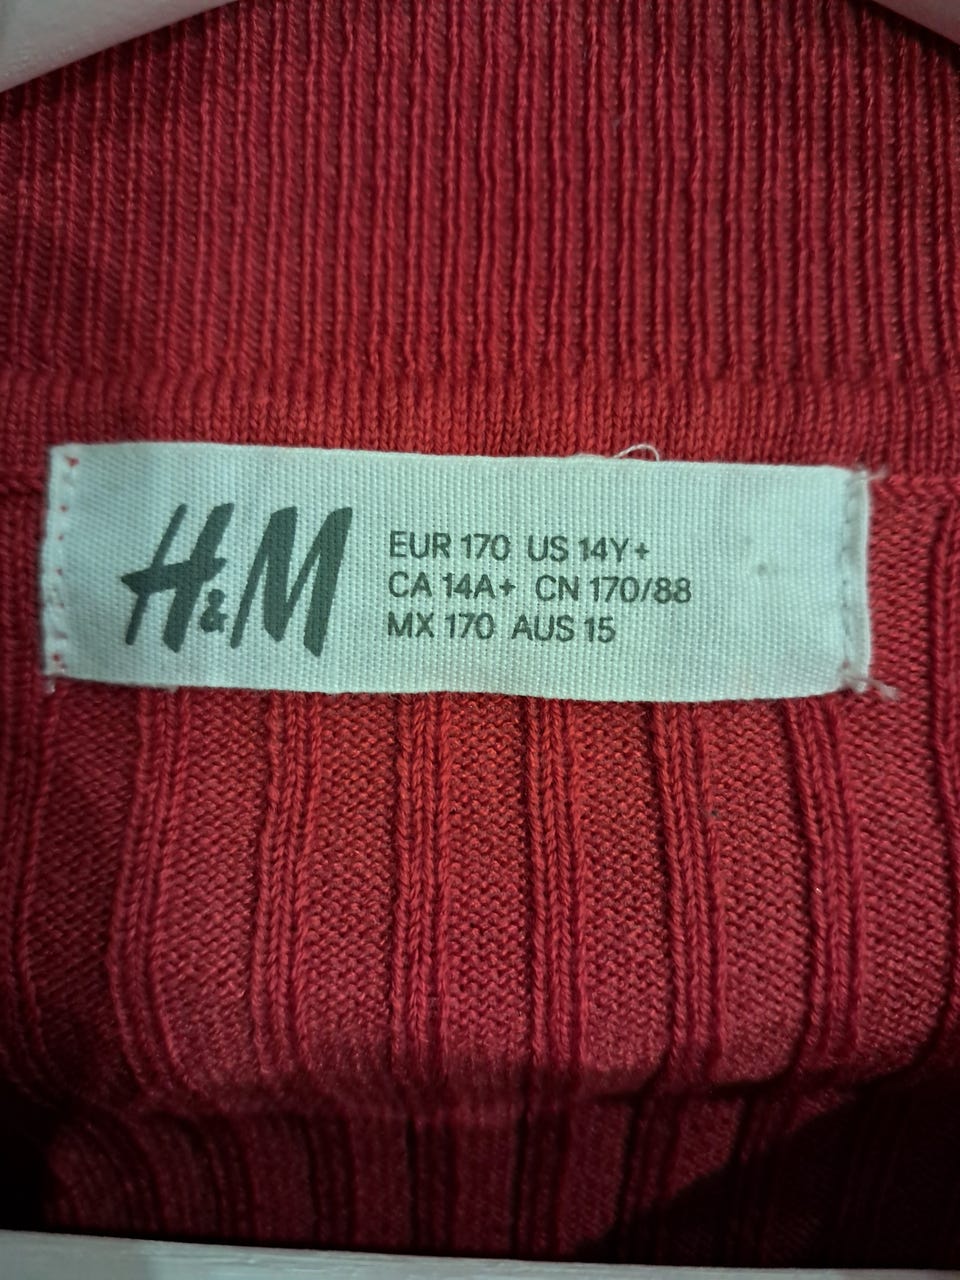 H&M
EUR 170 US 14Y+
CA 14A+ CN 170/88
MX 170 AUS 15